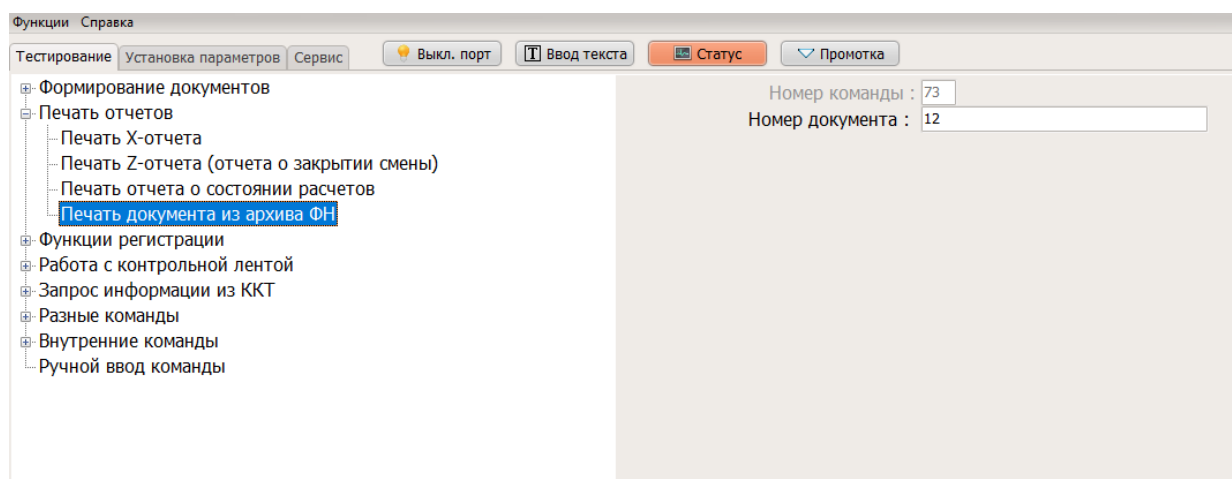 Функции Справка
Тестирование Установка параметров Сервис Выкл. порт Ввод текста Статус Промотка
Формирование документов
Номер команды : 73
Печать отчетов
Номер документа : 12
Печать X-отчета
Печать Z-отчета (отчета о закрытии смены)
Печать отчета о состоянии расчетов
Печать документа из архива ФН
Функции регистрации
Работа с контрольной лентой
Запрос информации из ККТ
Разные команды
Внутренние команды
Ручной ввод команды